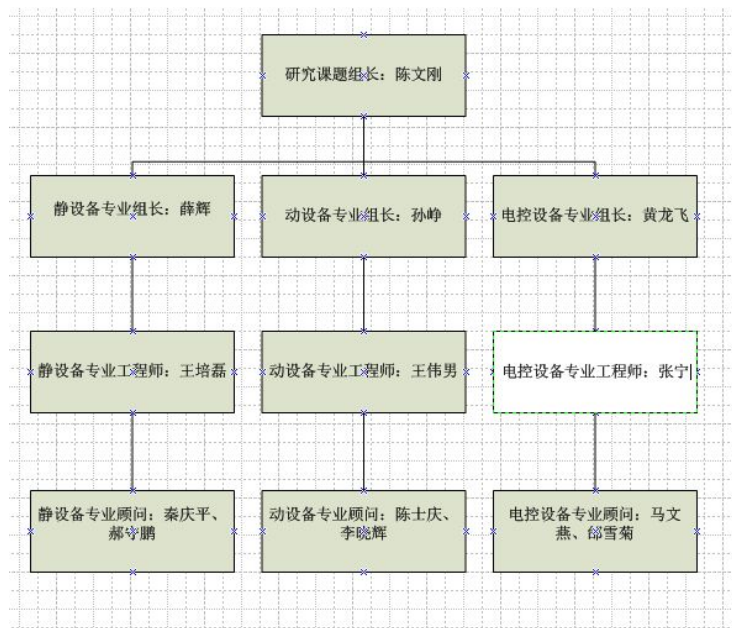 研究课题组长：陈文刚
静设备专业组长：薛辉
动设备专业组长：孙峥
电控设备专业组长：黄龙飞
静设备专业工程师：王培磊
动设备专业工程师：王伟男
电控设备专业工程师：张宁
静设备专业顾问：秦庆平、
郝守鹏
动设备专业顾问：陈士庆、
李晓辉
电控设备专业顾问：马文
燕、邰雪菊